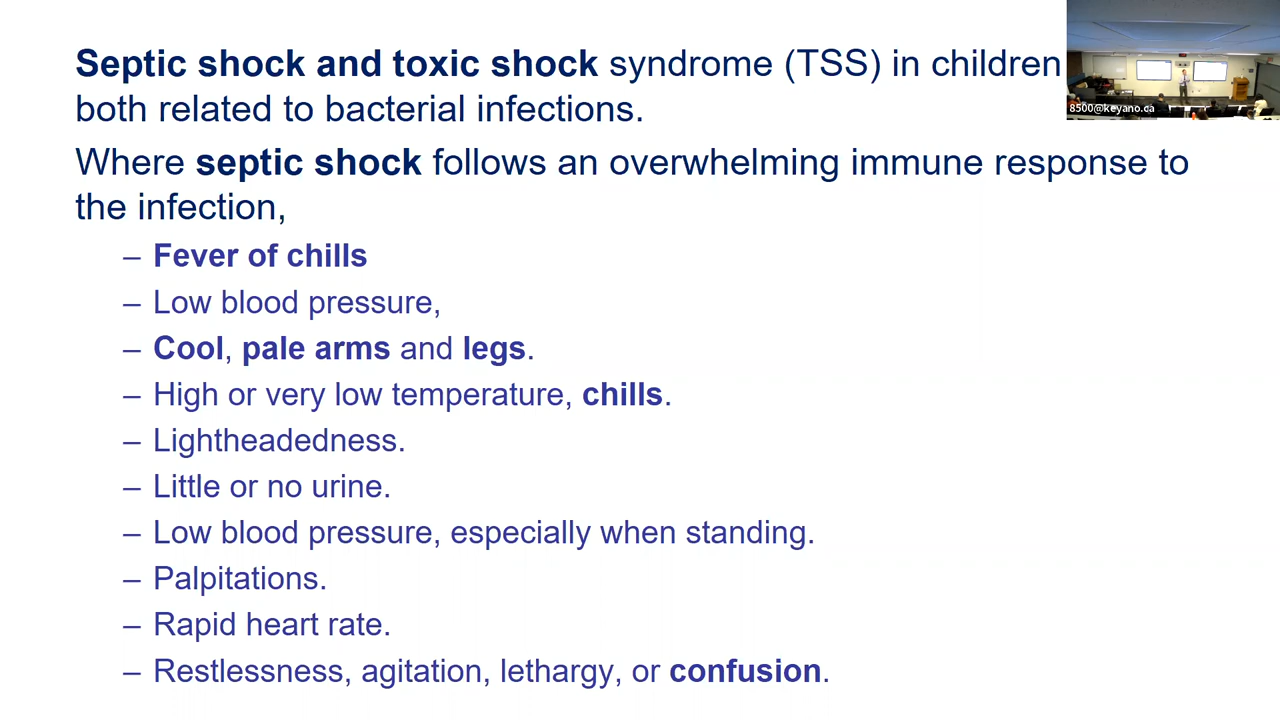 Septic shock and toxic shock syndrome (TSS) in children
both related to bacterial infections.
Where septic shock follows an overwhelming immune response to
the infection,
– Fever of chills
– Low blood pressure,
– Cool, pale arms and legs.
– High or very low temperature, chills.
– Lightheadedness.
– Little or no urine.
– Low blood pressure, especially when standing.
– Palpitations.
– Rapid heart rate.
– Restlessness, agitation, lethargy, or confusion.
8500@keyano.ca